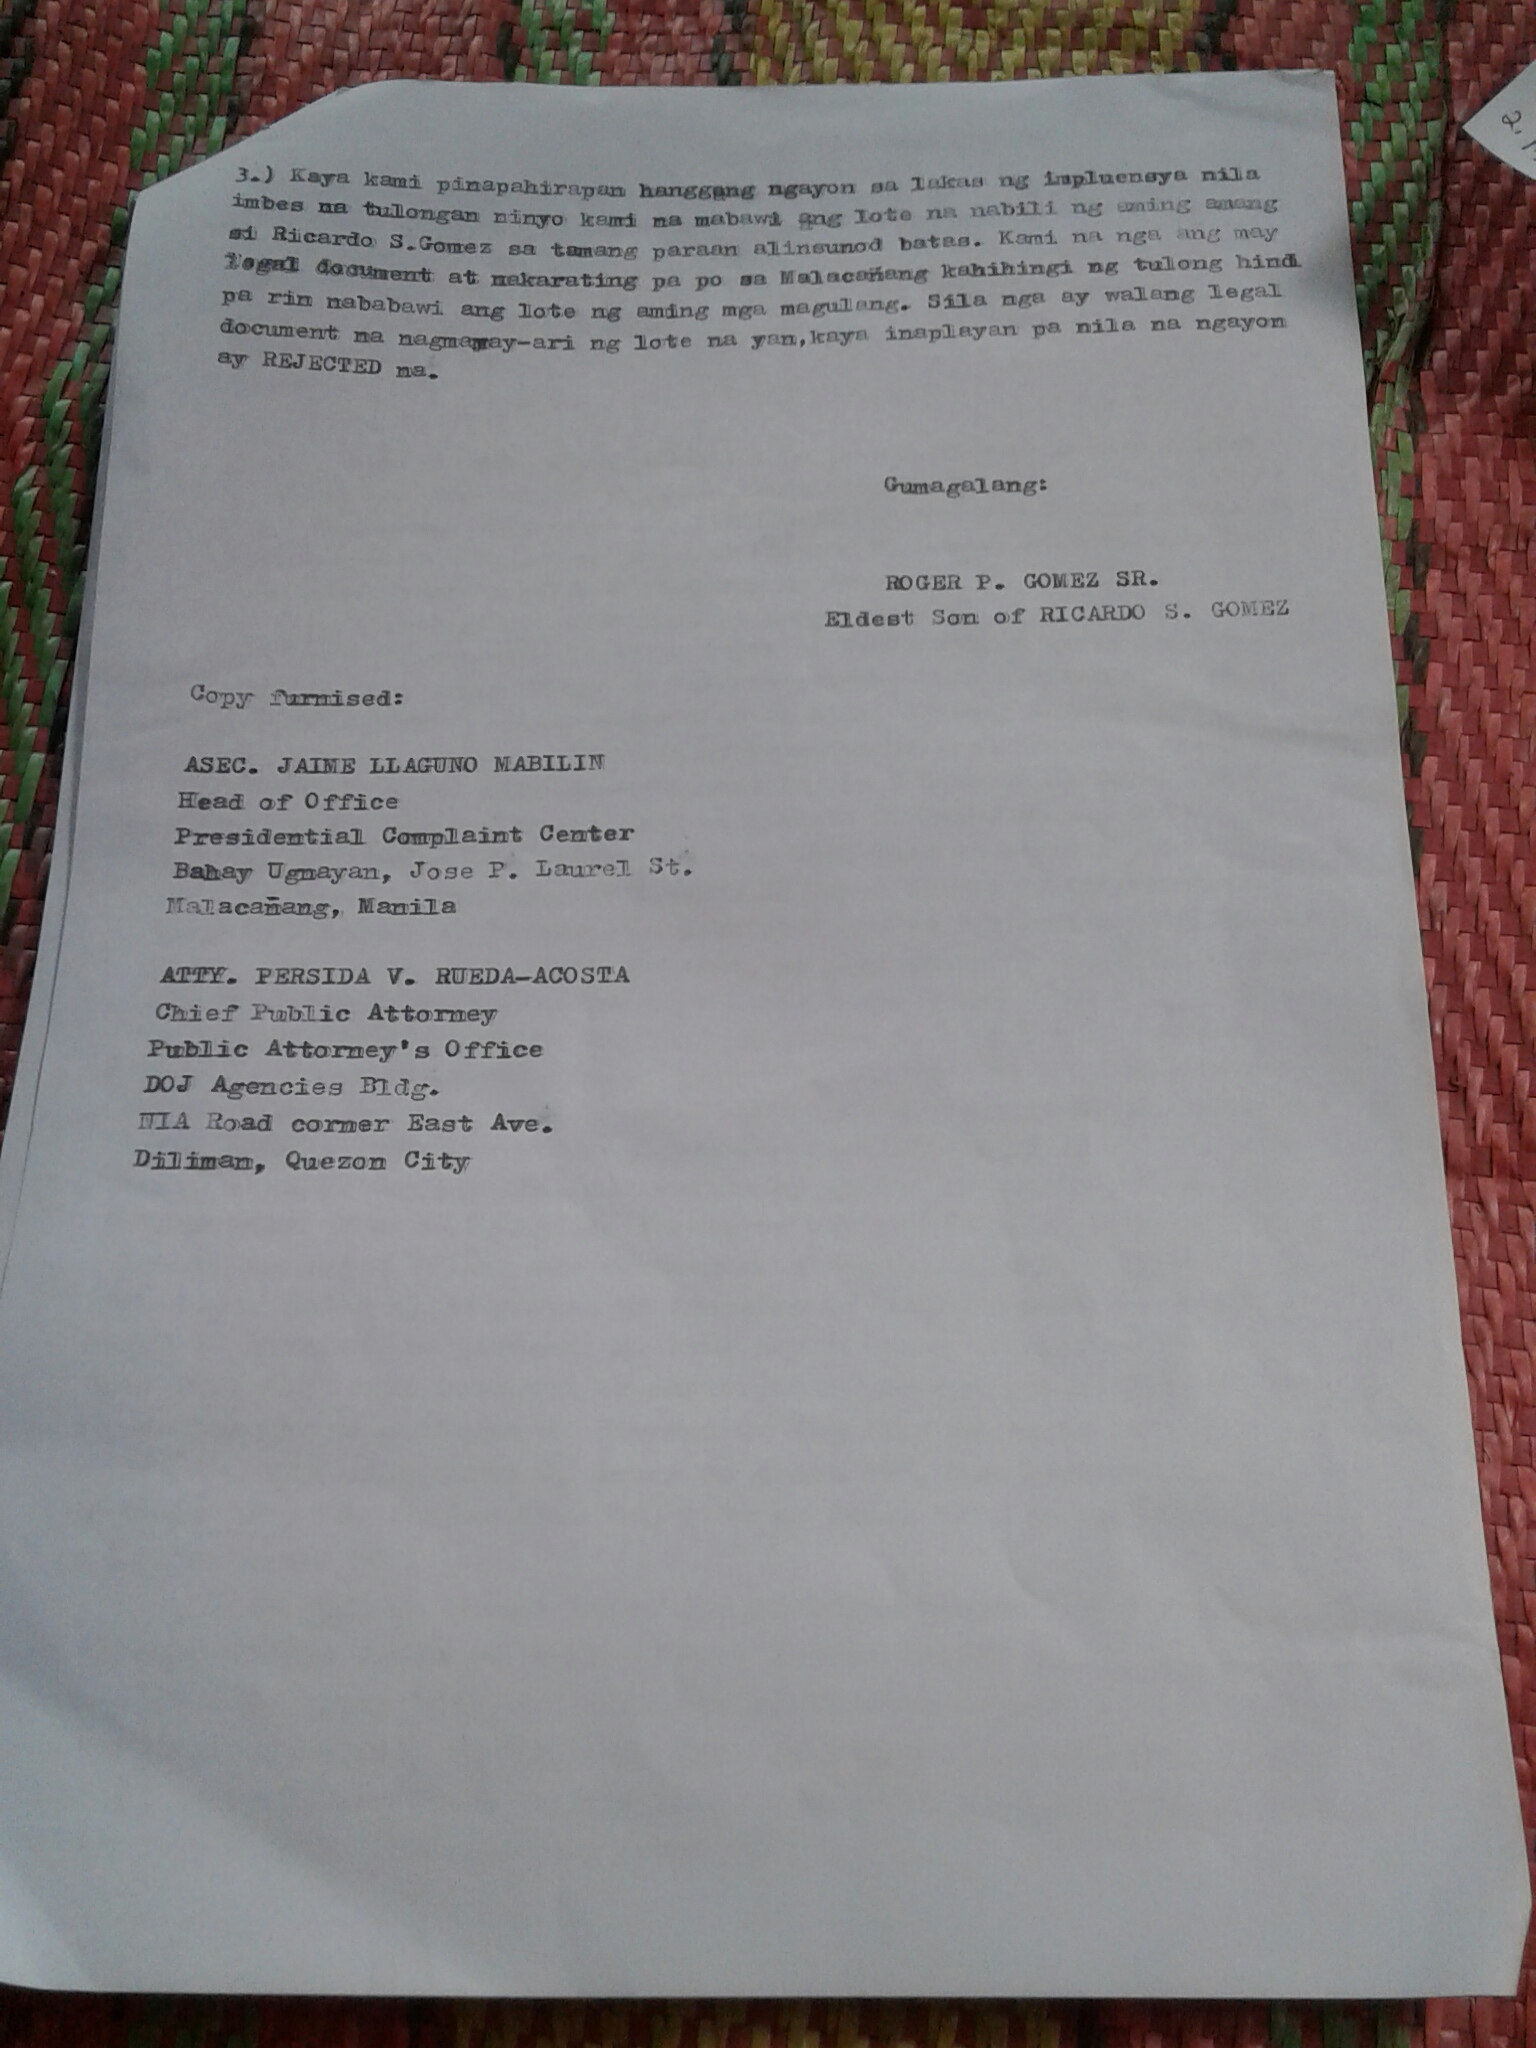 3.) Kaya kami pinapahirapan hanggang ngayon sa lakas ng impluensya nila
imbes na tulongan ninyo kami na mabawi ang lote na nabili ng aming amang
si Ricardo S.Gomez sa tamang paraan alinsunod batas. Kami na nga ang may
legal document at nakarating pa po sa Malacañang kahihingi ng tulong hindi
pa rin nababawi ang lote ng aming mga magulang. Sila nga ay walang legal
document na nagmamay-ari ng lote na yan,kaya inaplayan pa nila na ngayon
ay REJECTED na.
Gumagalang:
ROGER P. GOMEZ SR.
Eldest Son of RICARDO S. GOMEZ
Copy furnised:
ASEC. JAIME LLAGUNO MABILIN
Head of Office
Presidential Complaint Center
Bahay Ugnayan, Jose P. Laurel St.
Malacañang, Manila
ATTY. PERSIDA V. RUEDA-ACOSTA
Chief Public Attorney
Public Attorney's Office
DOJ Agencies Bldg.
NIA Road corner East Ave.
Diliman, Quezon City